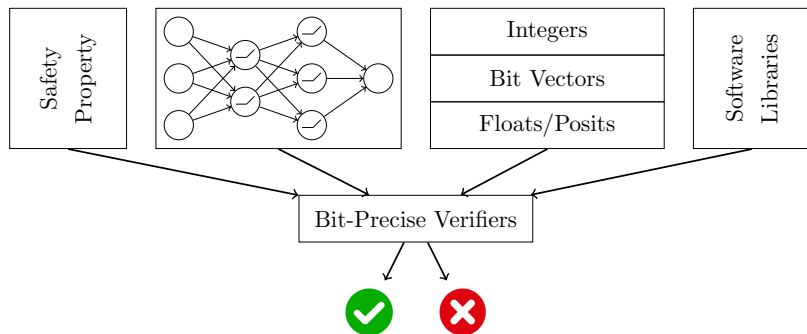 Safety
Property
Integers
Bit Vectors
Floats/Posits
Software
Libraries
Bit-Precise Verifiers